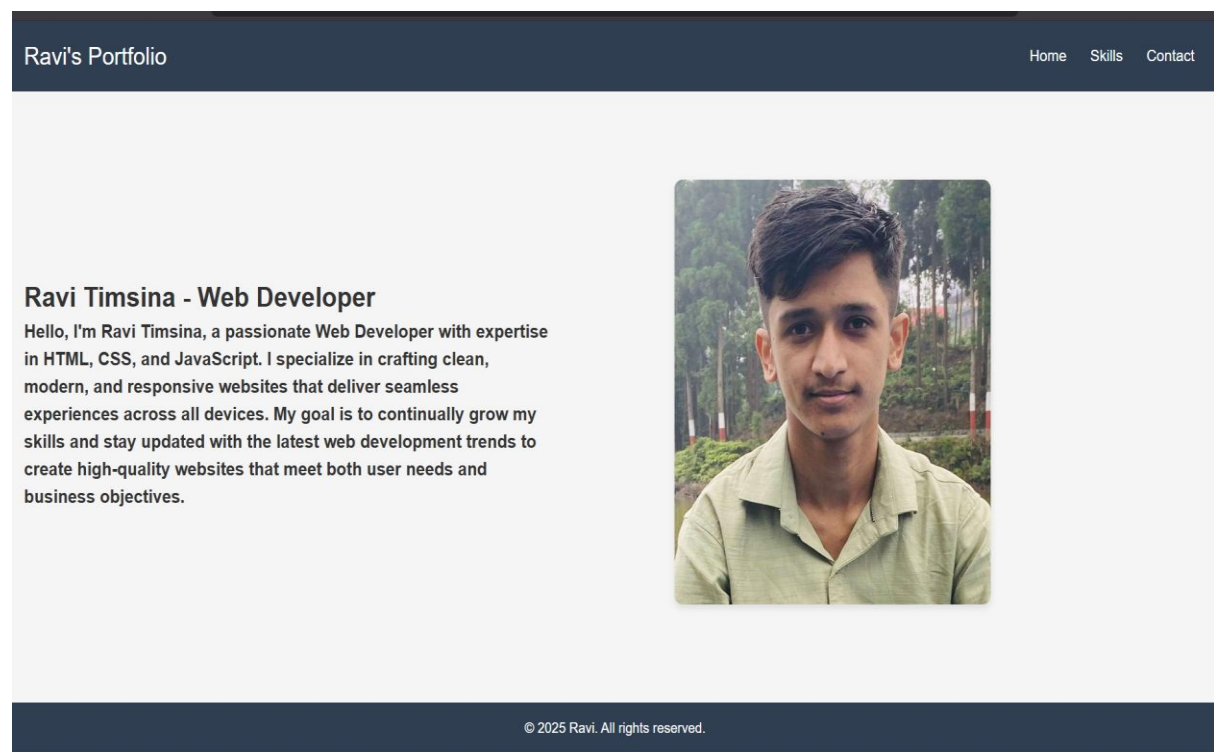 Ravi's Portfolio
Home Skills Contact
Ravi Timsina - Web Developer
Hello, I'm Ravi Timsina, a passionate Web Developer with expertise
in HTML, CSS, and JavaScript. I specialize in crafting clean,
modern, and responsive websites that deliver seamless
experiences across all devices. My goal is to continually grow my
skills and stay updated with the latest web development trends to
create high-quality websites that meet both user needs and
business objectives.
© 2025 Ravi. All rights reserved.